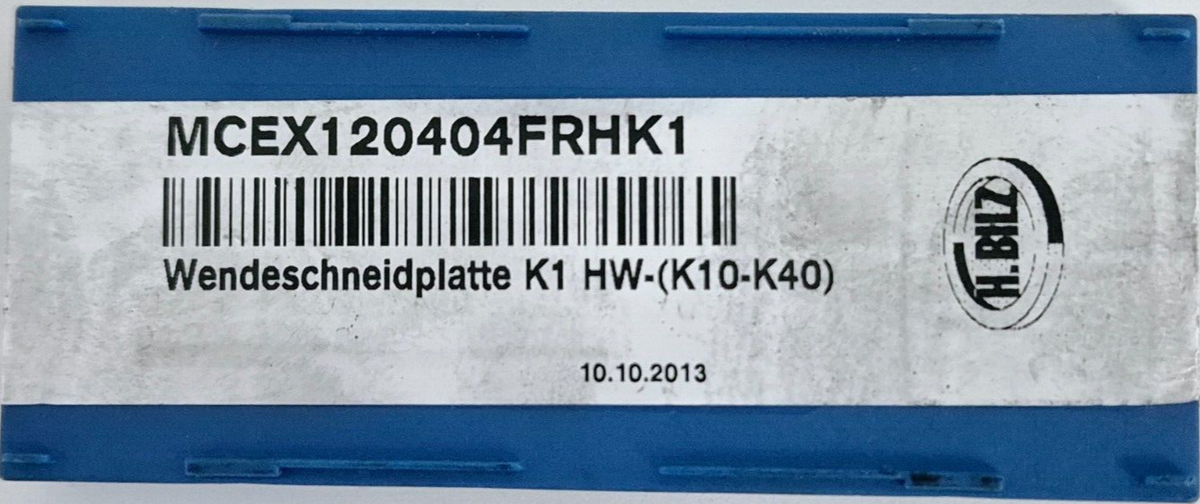 MCEX120404FRHK1
Wendeschneidplatte K1 HW-(K10-K40)
H.BILZ
10.10.2013